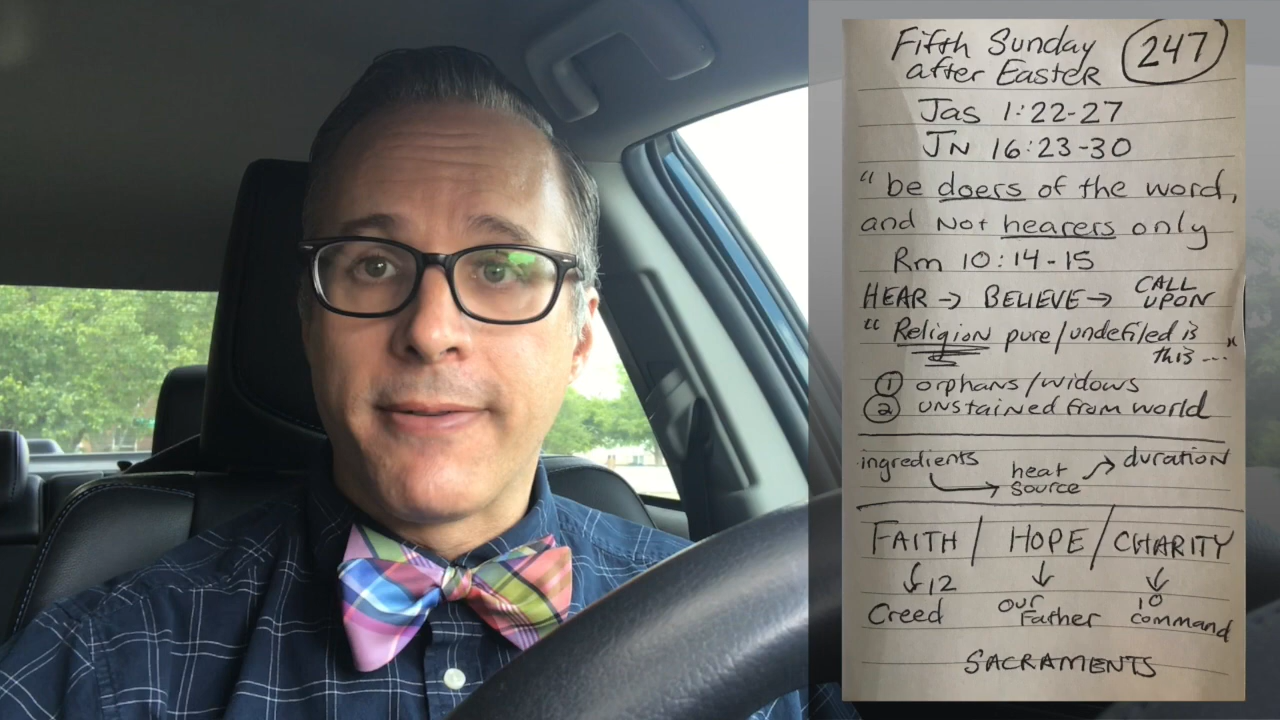 Fifth Sunday 247
after Easter
Jas 1:22-27
JN 16:23-30
“ be doers of the word,
and Not hearers only
Rm 10:14-15
HEAR → BELIEVE → CALL UPON
“ Religion pure/undefiled is
this ... "
① orphans/widows
② unstained from world
ingredients → heat source → duration
FAITH / HOPE / CHARITY
↓ 12 ↓ ↓ 10
Creed our Father command
SACRAMENTS